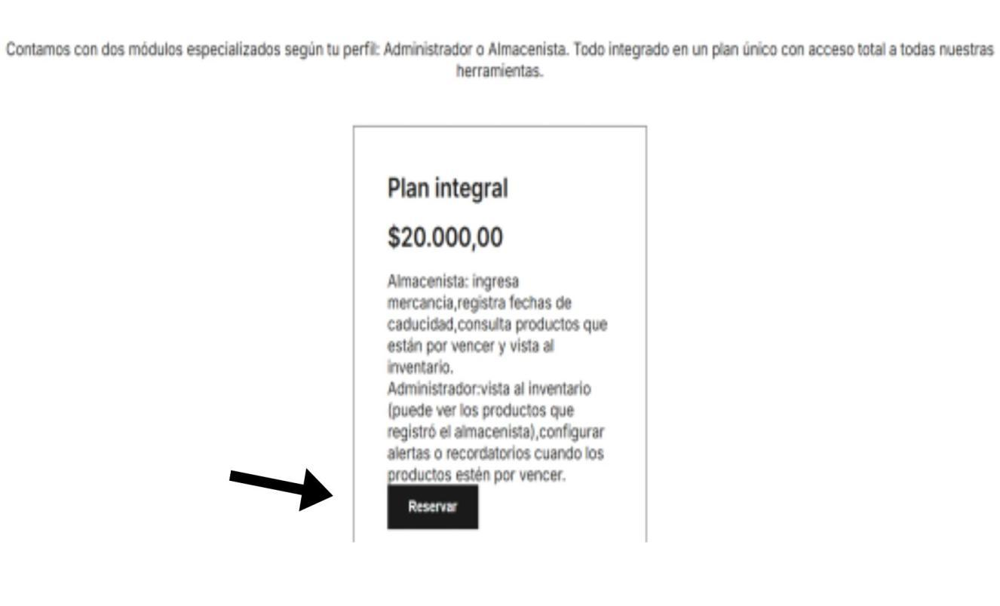 Contamos con dos módulos especializados según tu perfil: Administrador o Almacenista. Todo integrado en un plan único con acceso total a todas nuestras
herramientas.
Plan integral
$20.000,00
Almacenista: ingresa
mercancia,registra fechas de
caducidad,consulta productos que
están por vencer y vista al
inventario.
Administrador:vista al inventario
(puede ver los productos que
registró el almacenista),configurar
alertas o recordatorios cuando los
productos estén por vencer.
Reservar